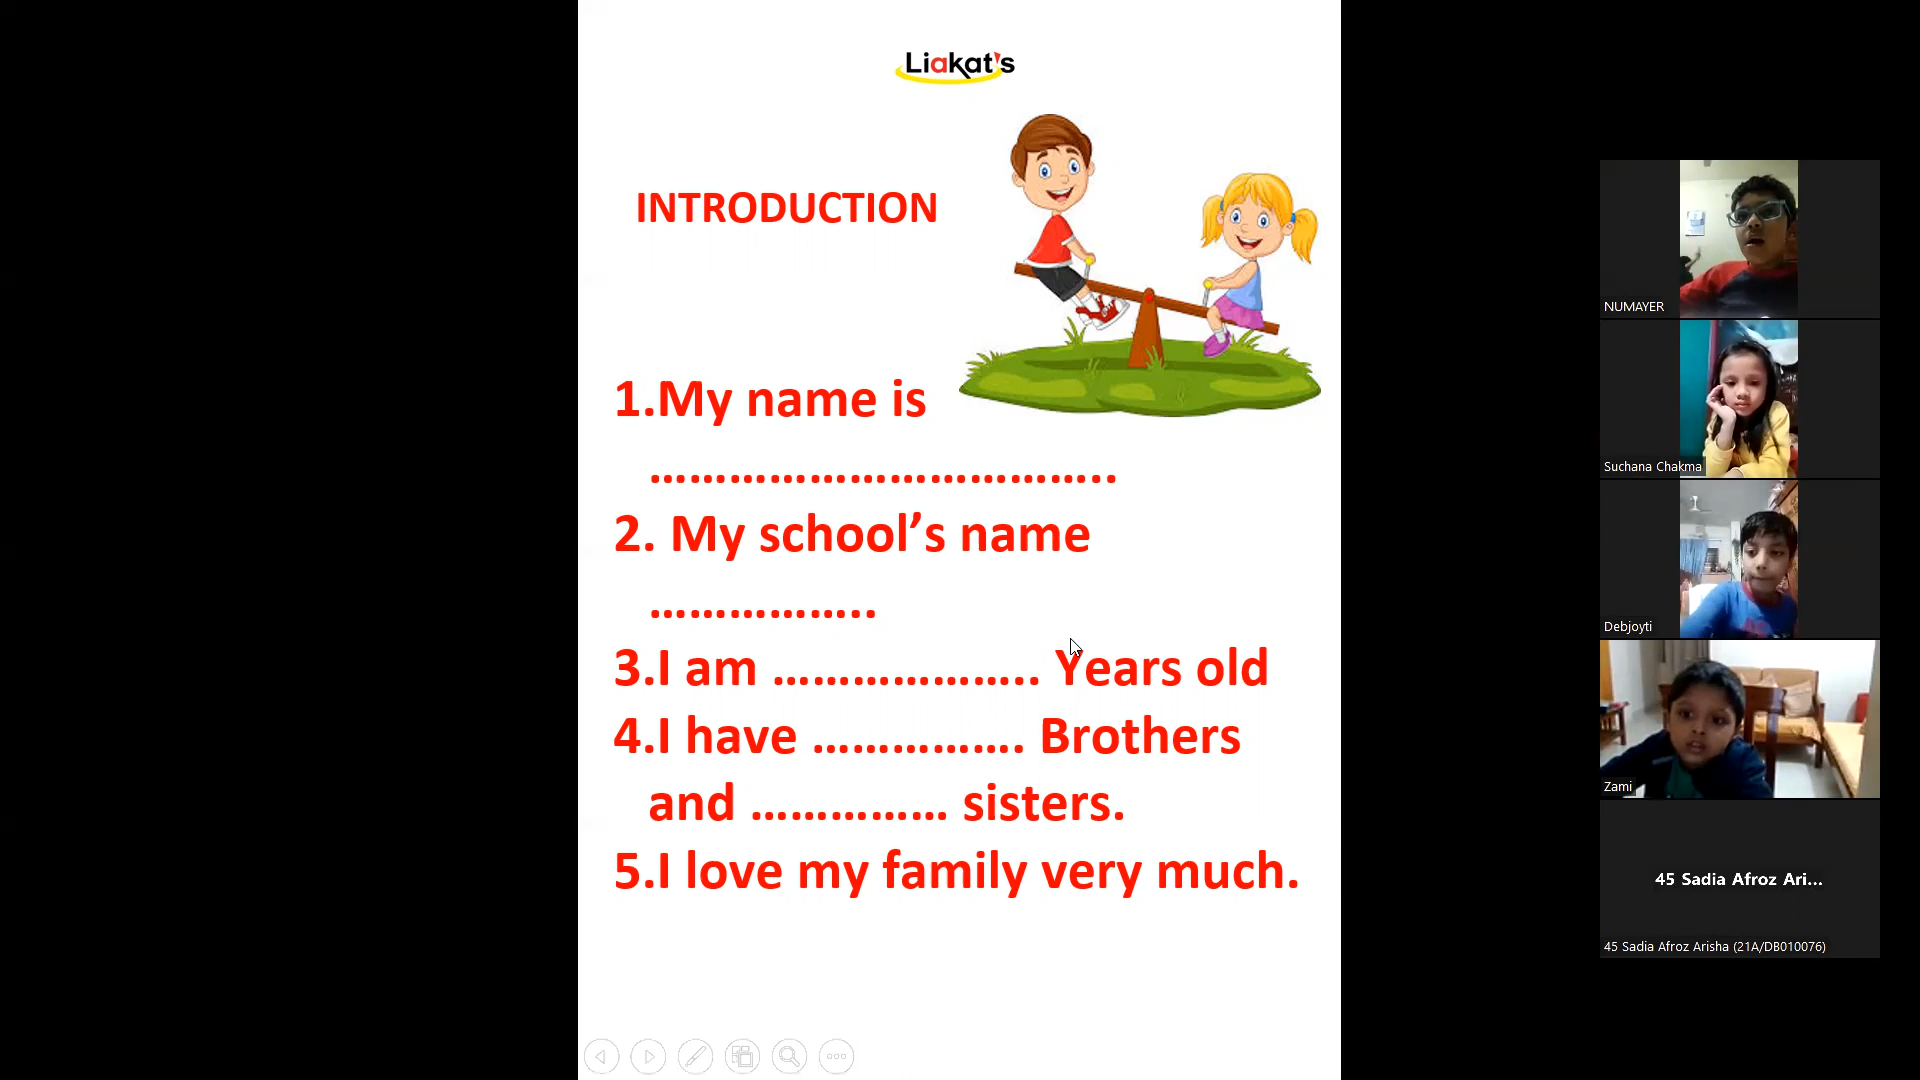 Liakat's
INTRODUCTION
1.My name is
……………………………..
2. My school’s name
……………..
3.I am ……………….. Years old
4.I have ……………. Brothers
and …………… sisters.
5.I love my family very much.
NUMAYER
Suchana Chakma
Debjoyti
Zami
45 Sadia Afroz Ari...
45 Sadia Afroz Arisha (21A/DB010076)